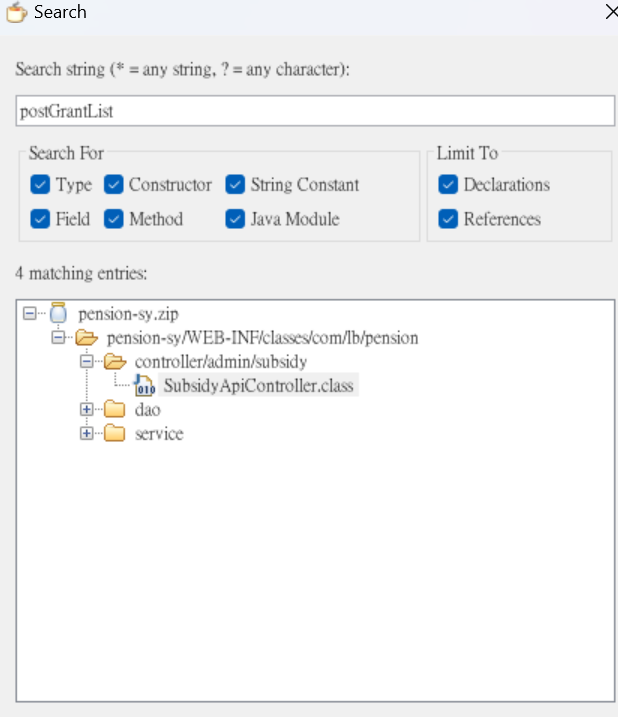 Search
Search string (* = any string, ? = any character):
postGrantList
Search For
Limit To
Type Constructor String Constant
Declarations
Field Method Java Module
References
4 matching entries:
pension-sy.zip
pension-sy/WEB-INF/classes/com/lb/pension
controller/admin/subsidy
SubsidyApiController.class
dao
service